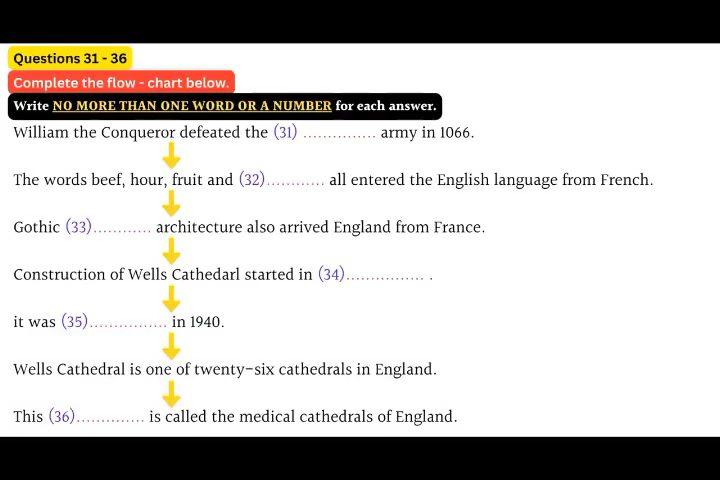 Questions 31 - 36
Complete the flow - chart below.
Write NO MORE THAN ONE WORD OR A NUMBER for each answer.
William the Conqueror defeated the (31) .............. army in 1066.
The words beef, hour, fruit and (32)........... all entered the English language from French.
Gothic (33)........... architecture also arrived England from France.
Construction of Wells Cathedarl started in (34)............... .
it was (35)............... in 1940.
Wells Cathedral is one of twenty-six cathedrals in England.
This (36)............. is called the medical cathedrals of England.